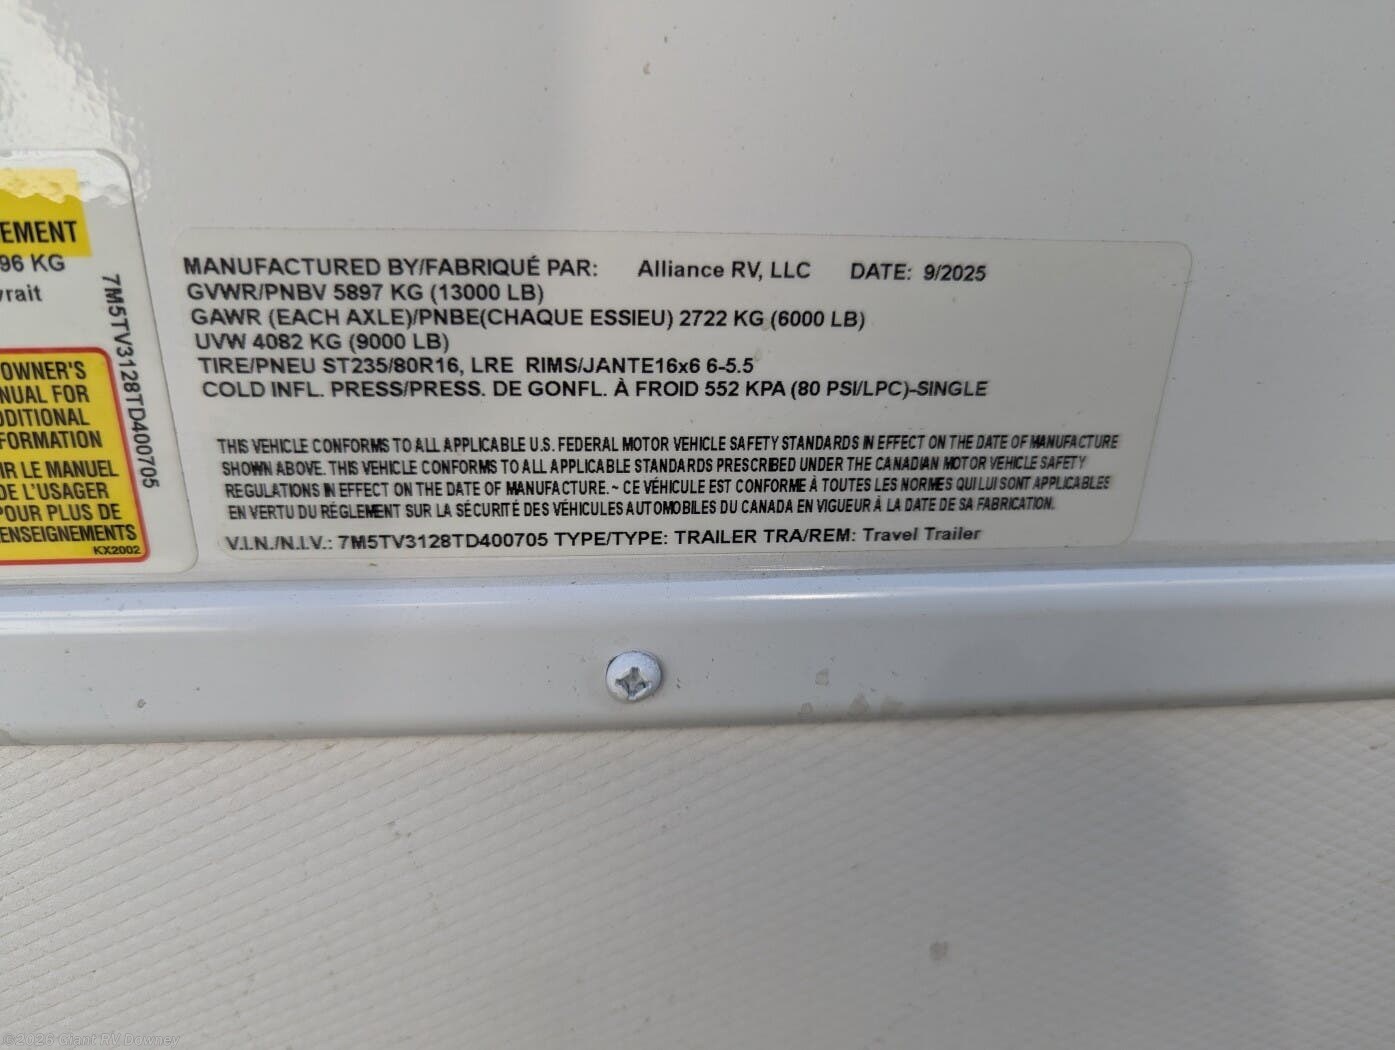 EMENT
96 KG
vrait
OWNER'S
NUAL FOR
DDITIONAL
FORMATION
IR LE MANUEL
DE L'USAGER
POUR PLUS DE
ENSEIGNEMENTS
KX2002
7M5TV3128TD400705
MANUFACTURED BY/FABRIQUÉ PAR: Alliance RV, LLC DATE: 9/2025
GVWR/PNBV 5897 KG (13000 LB)
GAWR (EACH AXLE)/PNBE(CHAQUE ESSIEU) 2722 KG (6000 LB)
UVW 4082 KG (9000 LB)
TIRE/PNEU ST235/80R16, LRE RIMS/JANTE16x6 6-5.5
COLD INFL. PRESS/PRESS. DE GONFL. À FROID 552 KPA (80 PSI/LPC)-SINGLE
THIS VEHICLE CONFORMS TO ALL APPLICABLE U.S. FEDERAL MOTOR VEHICLE SAFETY STANDARDS IN EFFECT ON THE DATE OF MANUFACTURE
SHOWN ABOVE. THIS VEHICLE CONFORMS TO ALL APPLICABLE STANDARDS PRESCRIBED UNDER THE CANADIAN MOTOR VEHICLE SAFETY
REGULATIONS IN EFFECT ON THE DATE OF MANUFACTURE. ~ CE VÉHICULE EST CONFORME À TOUTES LES NORMES QUI LUI SONT APPLICABLES
EN VERTU DU RÉGLEMENT SUR LA SÉCURITÉ DES VÉHICULES AUTOMOBILES DU CANADA EN VIGUEUR À LA DATE DE SA FABRICATION.
V.I.N./N.I.V.: 7M5TV3128TD400705 TYPE/TYPE: TRAILER TRA/REM: Travel Trailer
©2025 Giant RV Downey